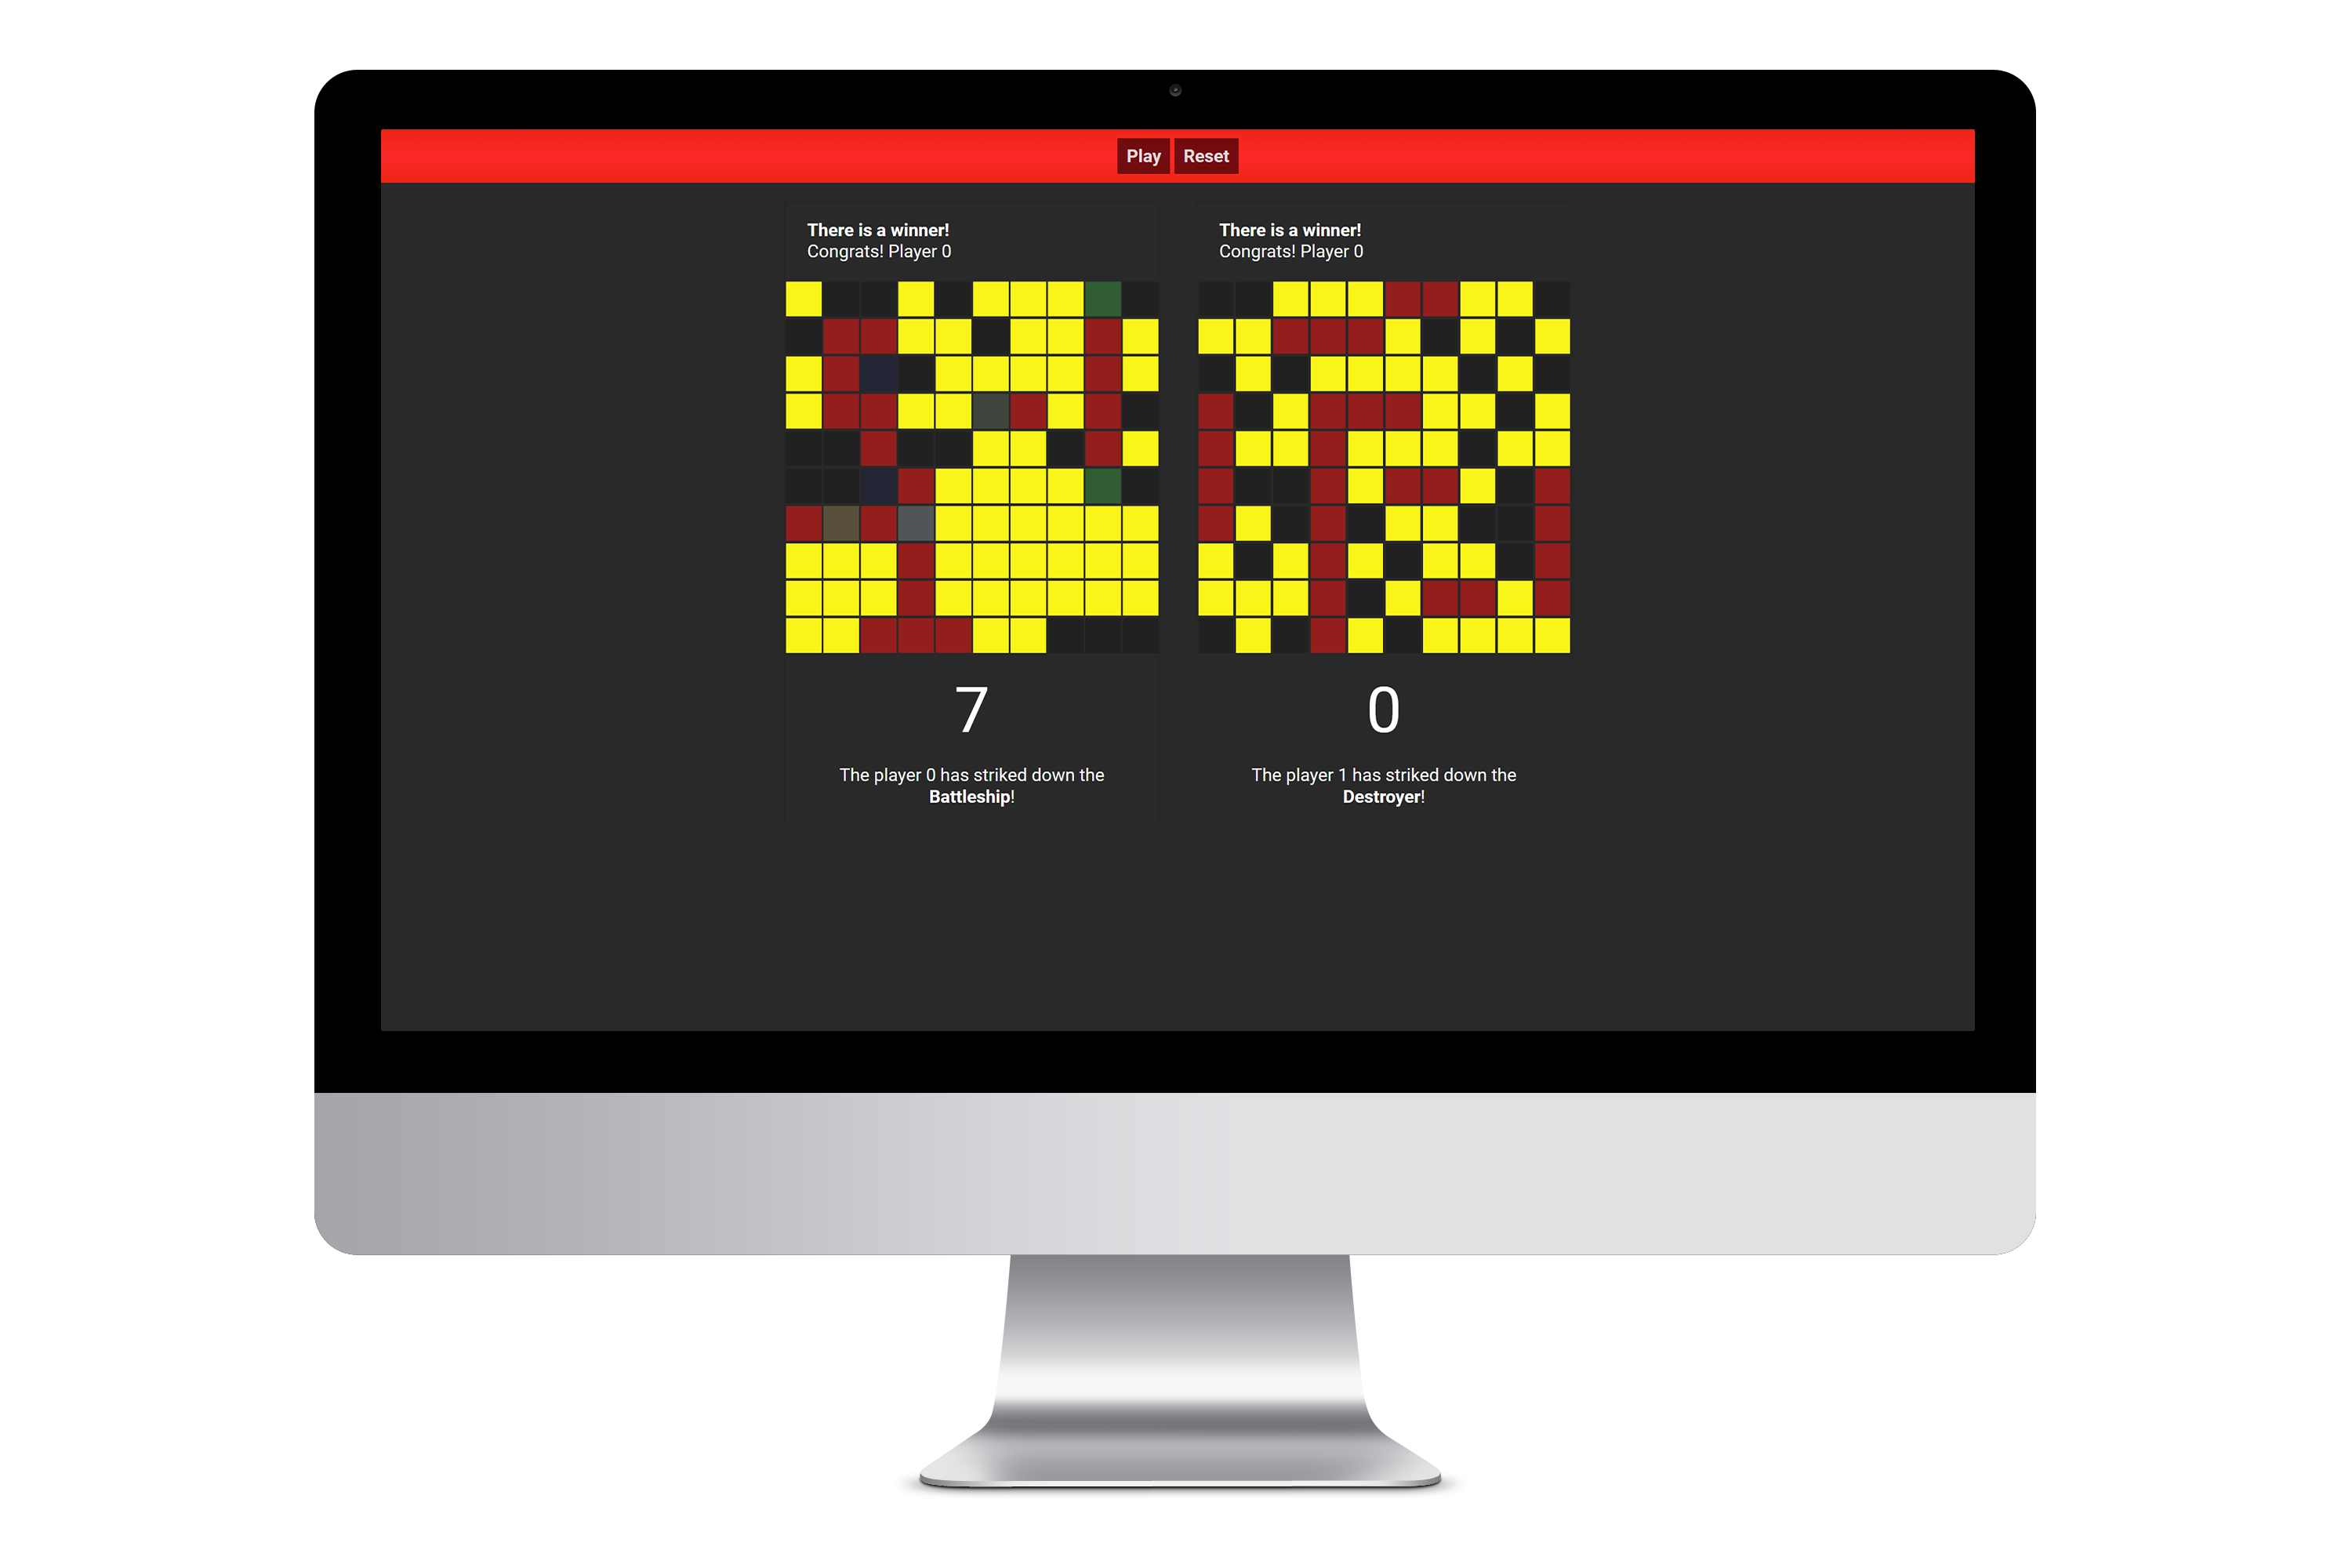 Play Reset
There is a winner!
Congrats! Player 0
There is a winner!
Congrats! Player 0
7
The player 0 has striked down the
Battleship!
0
The player 1 has striked down the
Destroyer!